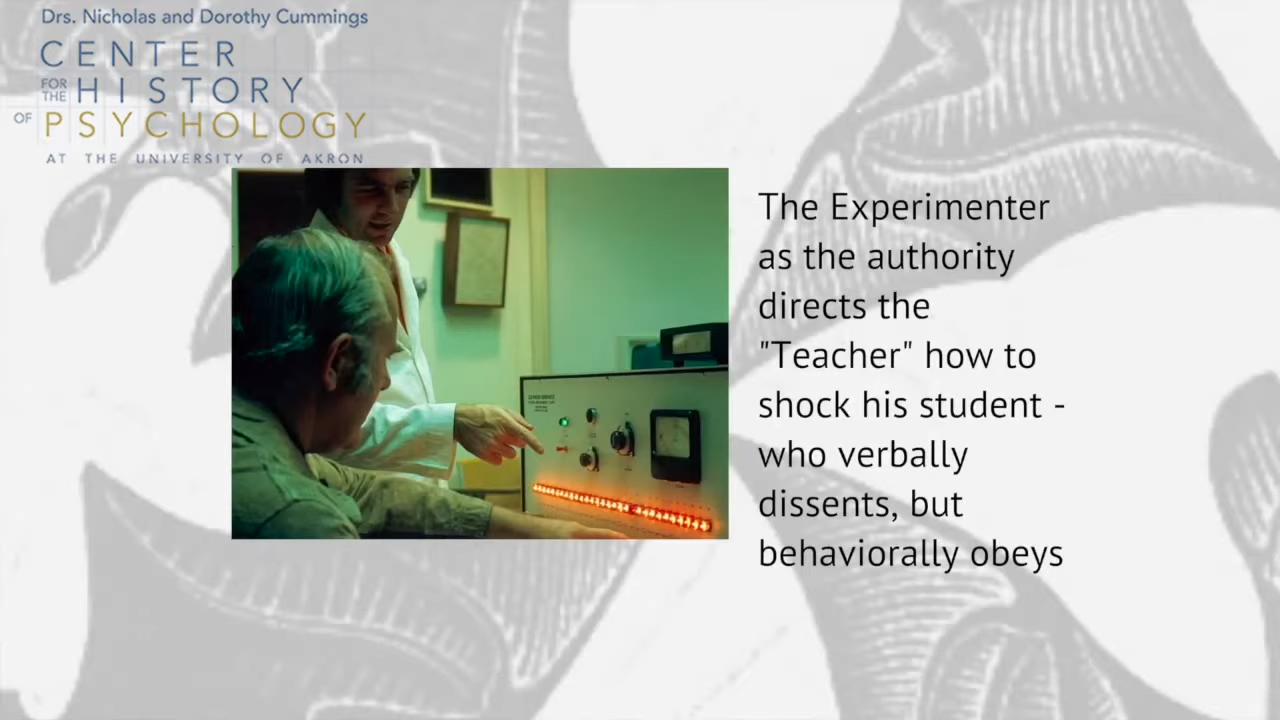 Drs. Nicholas and Dorothy Cummings
CENTER
FOR THE HISTORY
OF PSYCHOLOGY
AT THE UNIVERSITY OF AKRON
The Experimenter
as the authority
directs the
"Teacher" how to
shock his student -
who verbally
dissents, but
behaviorally obeys